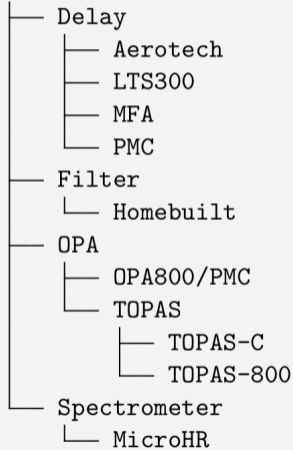 Delay
Aerotech
LTS300
MFA
PMC
Filter
Homebuilt
OPA
OPA800/PMC
TOPAS
TOPAS-C
TOPAS-800
Spectrometer
MicroHR